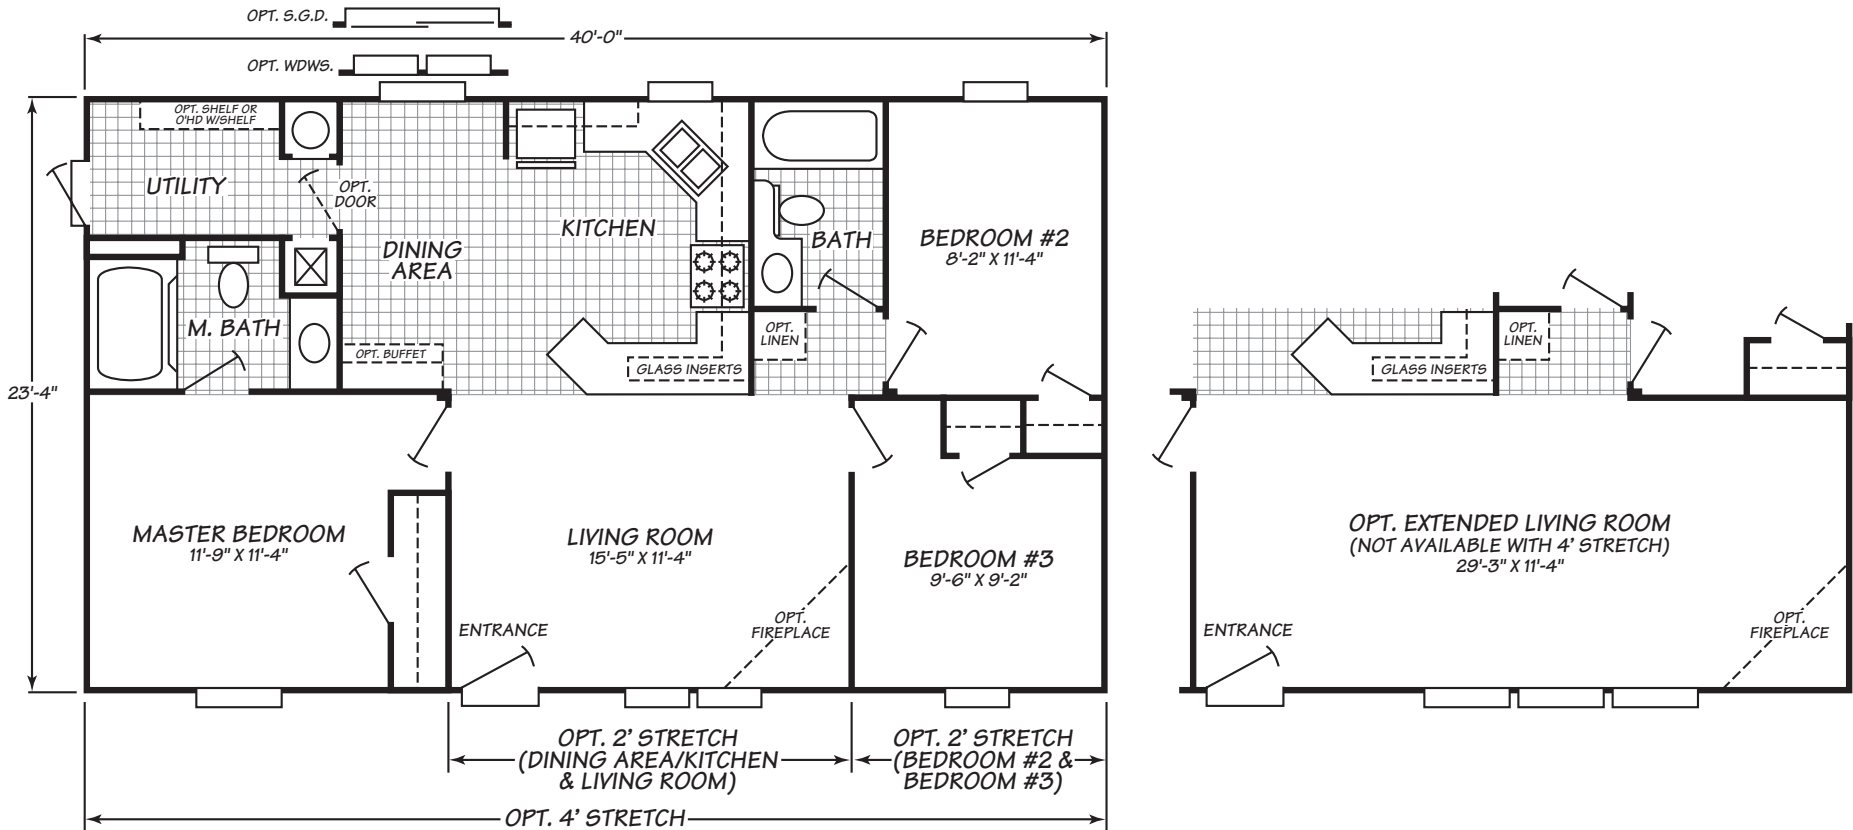 OPT. S.G.D.
40'-0"
OPT. WDWS.
OPT. SHELF OR
O'HD W/SHELF
UTILITY
OPT.
DOOR
KITCHEN
DINING
AREA
BATH
BEDROOM #2
8'-2" X 11'-4"
M. BATH
OPT. BUFFET
OPT.
LINEN
GLASS INSERTS
23'-4"
MASTER BEDROOM
11'-9" X 11'-4"
LIVING ROOM
15'-5" X 11'-4"
BEDROOM #3
9'-6" X 9'-2"
ENTRANCE
OPT.
FIREPLACE
OPT. 2' STRETCH
(DINING AREA/KITCHEN
& LIVING ROOM)
OPT. 2' STRETCH
(BEDROOM #2 &
BEDROOM #3)
OPT. 4' STRETCH
OPT.
LINEN
GLASS INSERTS
OPT. EXTENDED LIVING ROOM
(NOT AVAILABLE WITH 4' STRETCH)
29'-3" X 11'-4"
ENTRANCE
OPT.
FIREPLACE